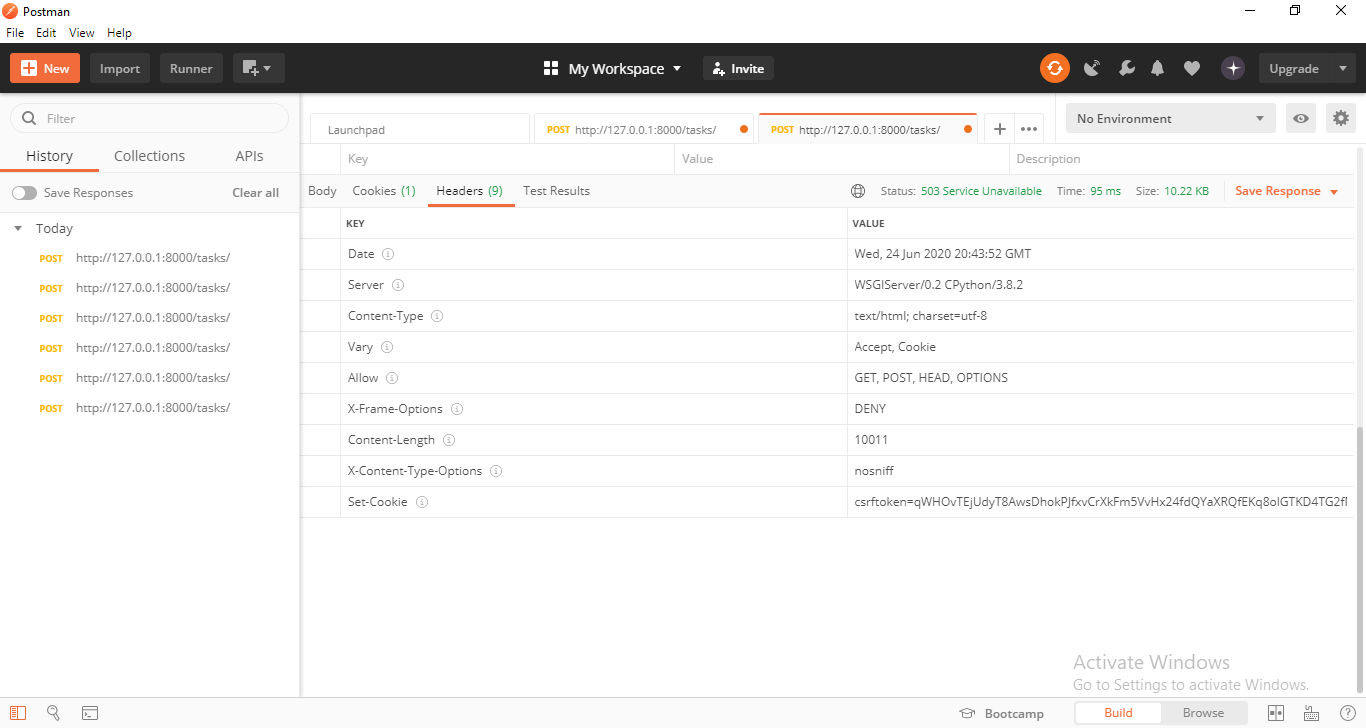 Postman
File Edit View Help
New Import Runner My Workspace Invite Upgrade
Filter
History Collections APIs
Save Responses Clear all
Today
POST http://127.0.0.1:8000/tasks/
POST http://127.0.0.1:8000/tasks/
POST http://127.0.0.1:8000/tasks/
POST http://127.0.0.1:8000/tasks/
POST http://127.0.0.1:8000/tasks/
POST http://127.0.0.1:8000/tasks/
Launchpad POST http://127.0.0.1:8000/tasks/ POST http://127.0.0.1:8000/tasks/ No Environment
Key Value Description
Body Cookies (1) Headers (9) Test Results Status: 503 Service Unavailable Time: 95 ms Size: 10.22 KB Save Response
KEY VALUE
Date Wed, 24 Jun 2020 20:43:52 GMT
Server WSGIServer/0.2 CPython/3.8.2
Content-Type text/html; charset=utf-8
Vary Accept, Cookie
Allow GET, POST, HEAD, OPTIONS
X-Frame-Options DENY
Content-Length 10011
X-Content-Type-Options nosniff
Set-Cookie
Activate Windows
Go to Settings to activate Windows.
Bootcamp Build Browse